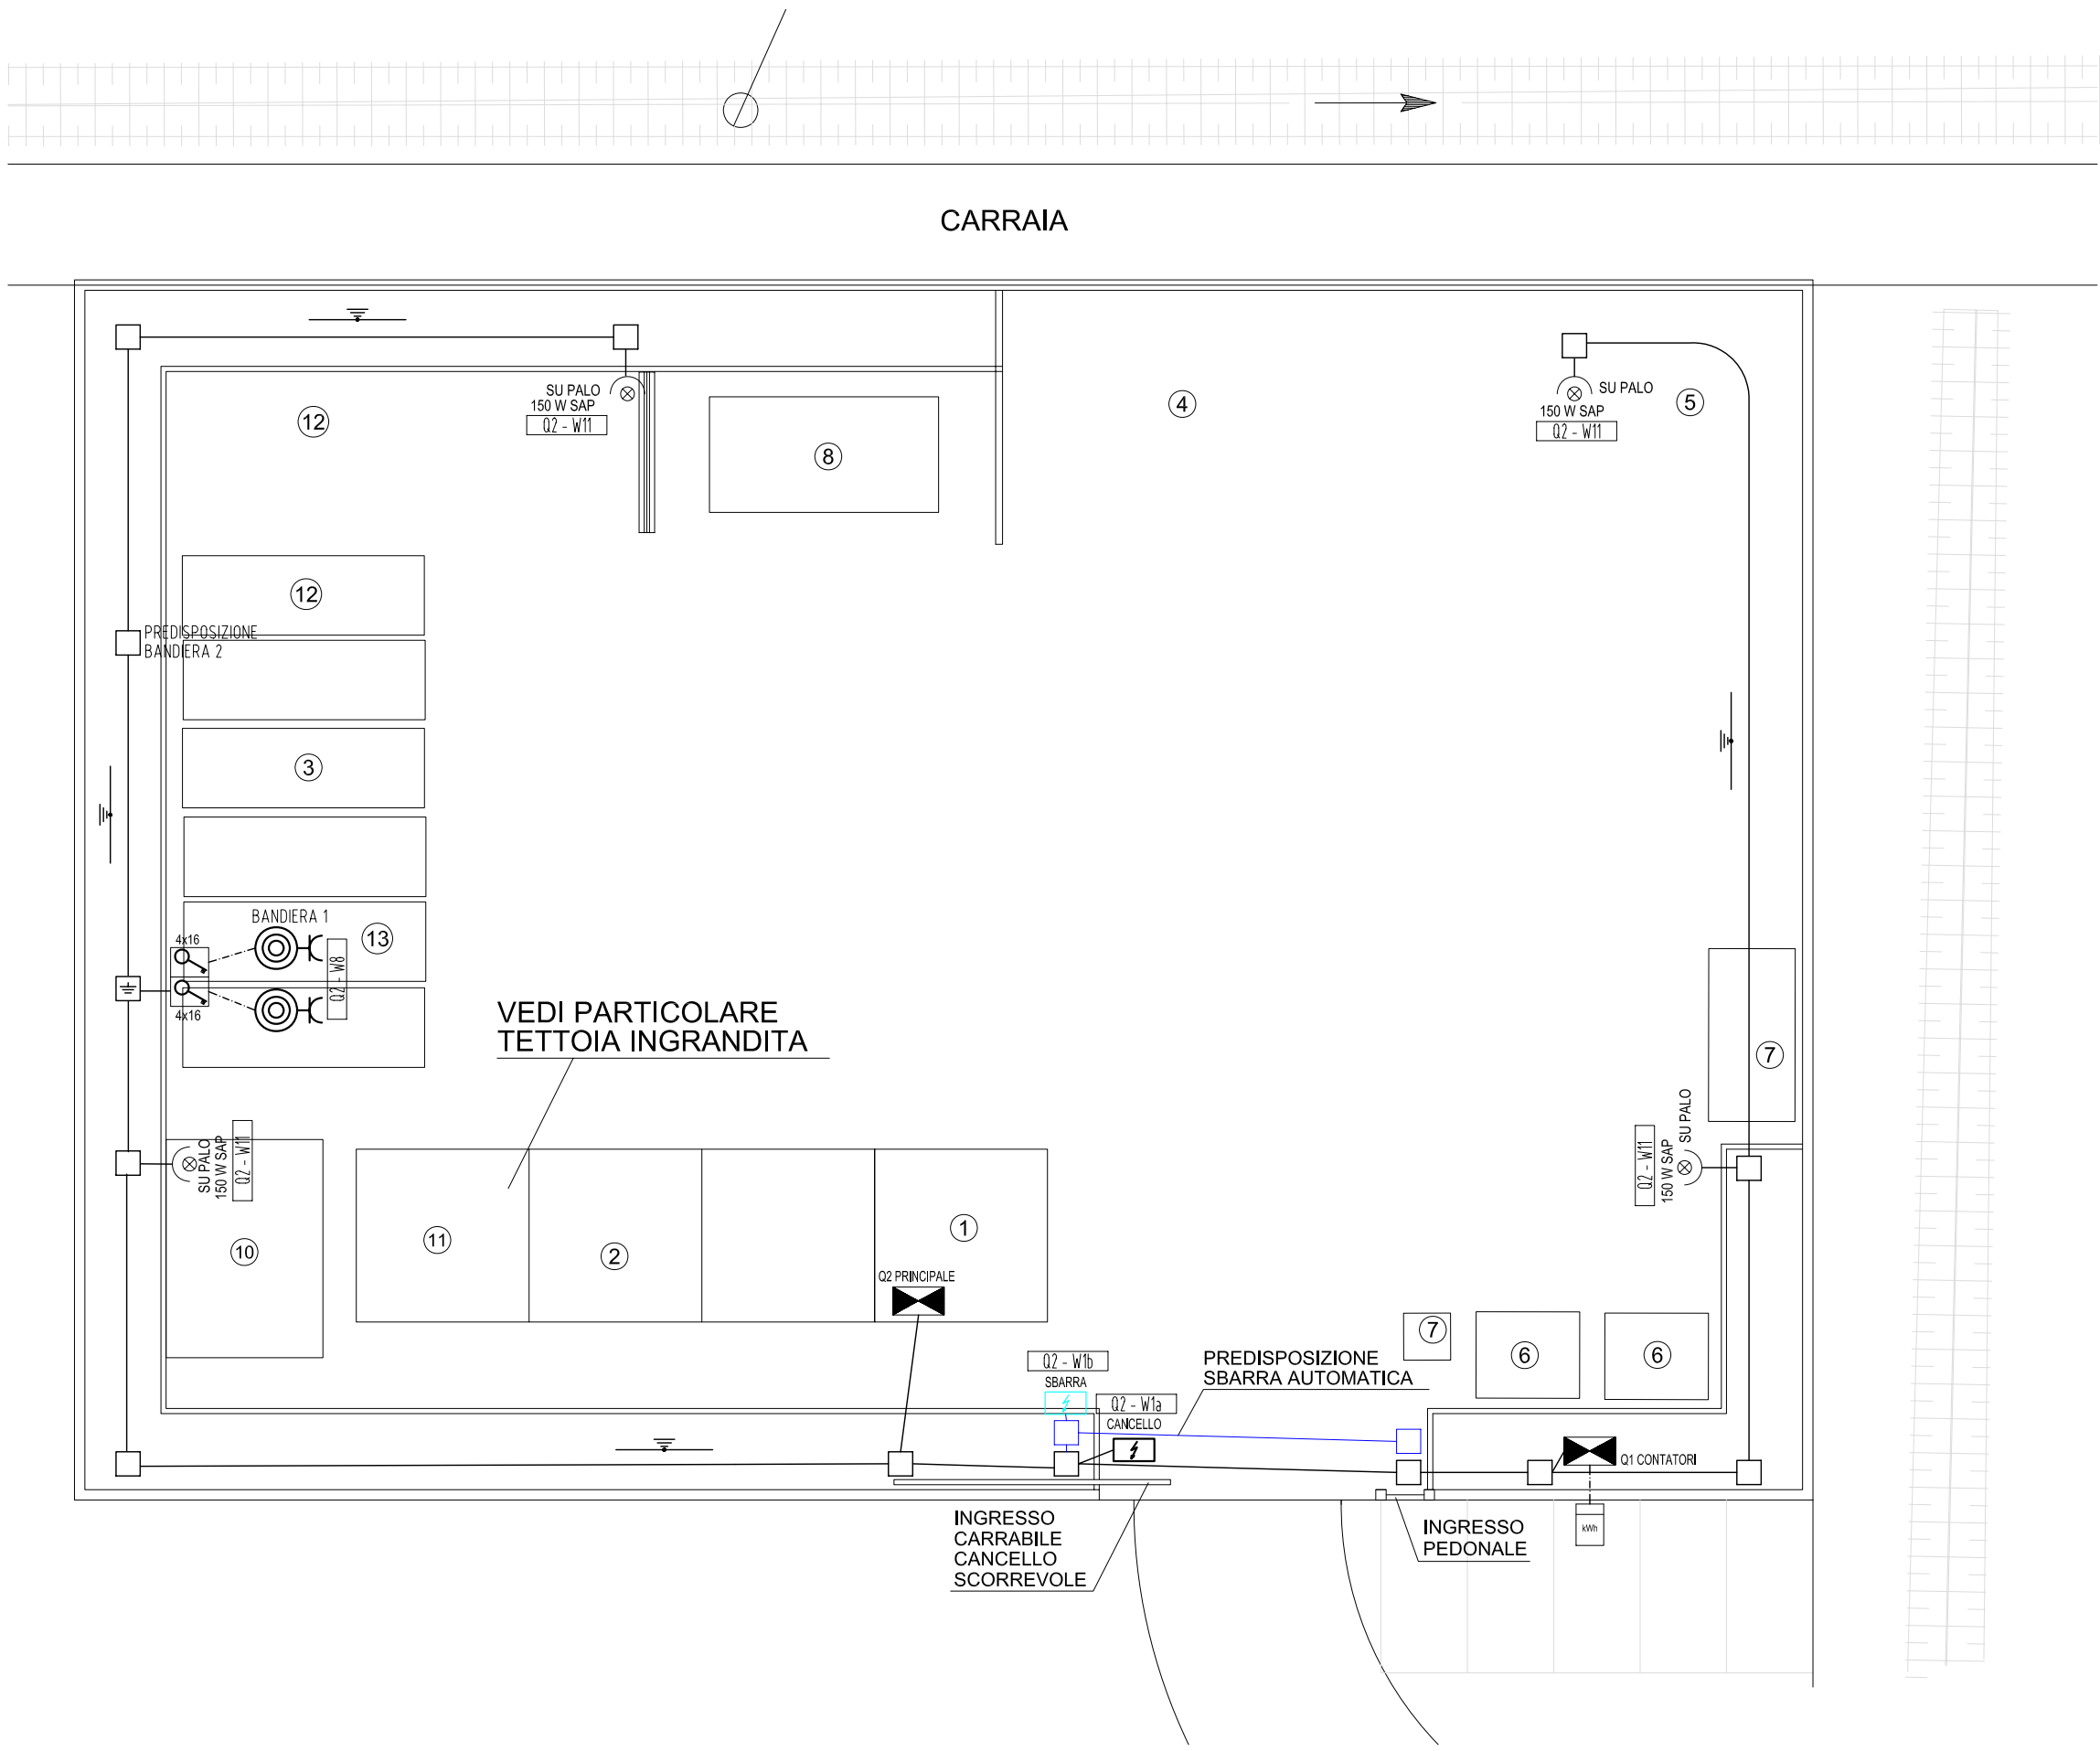 CARRAIA
SU PALO
150 W SAP
Q2 - W11
12
8
4
SU PALO
150 W SAP
Q2 - W11
5
12
PREDISPOSIZIONE
BANDIERA 2
3
BANDIERA 1
4x16
13
Q2 - W8
4x16
VEDI PARTICOLARE
TETTOIA INGRANDITA
7
SU PALO
150 W SAP
Q2 - W11
10
11
2
1
Q2 PRINCIPALE
SU PALO
150 W SAP
Q2 - W11
7
6
6
Q2 - W1b
SBARRA
Q2 - W1a
CANCELLO
PREDISPOSIZIONE
SBARRA AUTOMATICA
Q1 CONTATORI
kWh
INGRESSO
CARRABILE
CANCELLO
SCORREVOLE
INGRESSO
PEDONALE